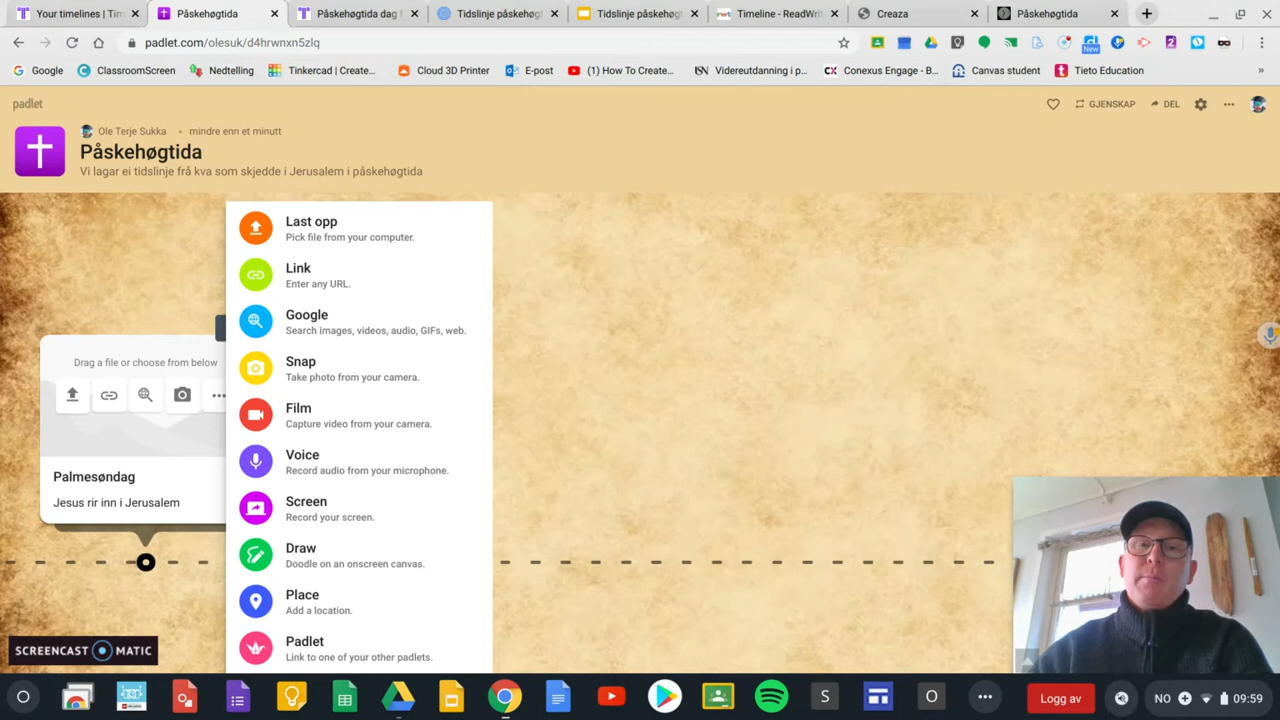 Your timelines | Tim
Påskehøgtida
Påskehøgtida dag f
Tidslinje påskehøgt
Tidslinje påskehøgt
Timeline - ReadWrit
Creaza
Påskehøgtida
padlet.com/olesuk/d4hrwnxn5zlq
New
2
Google
ClassroomScreen
Nedtelling
Tinkercad | Create...
Cloud 3D Printer
E-post
(1) How To Create...
Videreutdanning i p...
CX Conexus Engage - B...
Canvas student
Tieto Education
»
padlet
GJENSKAP
DEL
Ole Terje Sukka • mindre enn et minutt
Påskehøgtida
Vi lagar ei tidslinje frå kva som skjedde i Jerusalem i påskehøgtida
Last opp
Pick file from your computer.
Link
Enter any URL.
Google
Search images, videos, audio, GIFs, web.
Snap
Take photo from your camera.
Film
Capture video from your camera.
Voice
Record audio from your microphone.
Screen
Record your screen.
Draw
Doodle on an onscreen canvas.
Place
Add a location.
Padlet
Link to one of your other padlets.
Drag a file or choose from below
Palmesøndag
Jesus rir inn i Jerusalem
SCREENCAST MATIC
S
O
Logg av
NO
09:59